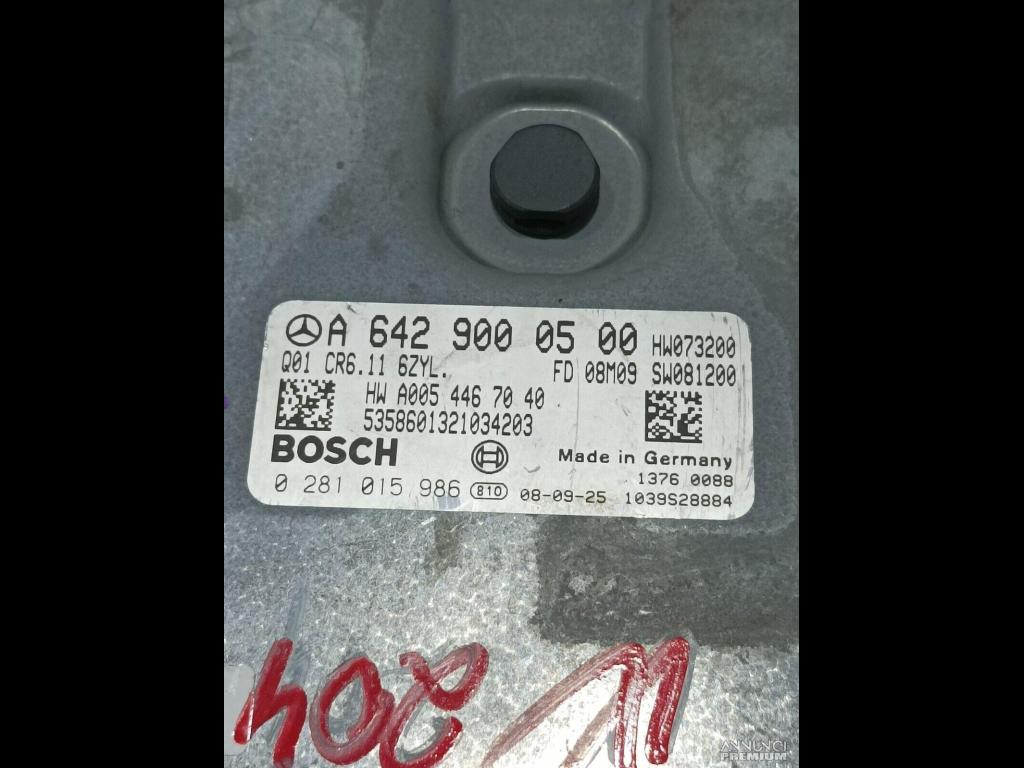 A 642 900 05 00 HW073200
Q01 CR6.11 6ZYL. FD 08M09 SW081200
HW A005 446 70 40
5358601321034203
BOSCH
Made in Germany
1376 0088
0 281 015 986 810 08-09-25 1039S28884
ANNUNCI
PREMIUM